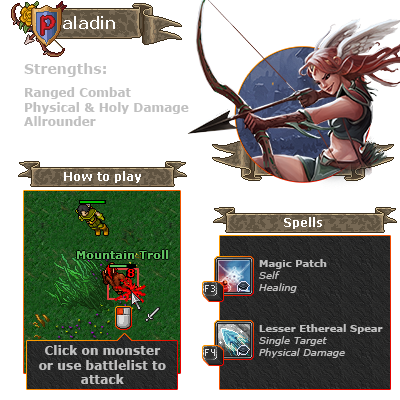 Paladin
Strengths:
Ranged Combat
Physical & Holy Damage
Allrounder
How to play
Mountain Troll
8
Click on monster
or use battlelist to
attack
Spells
Magic Patch
Self
Healing
F3
Lesser Ethereal Spear
Single Target
Physical Damage
F4